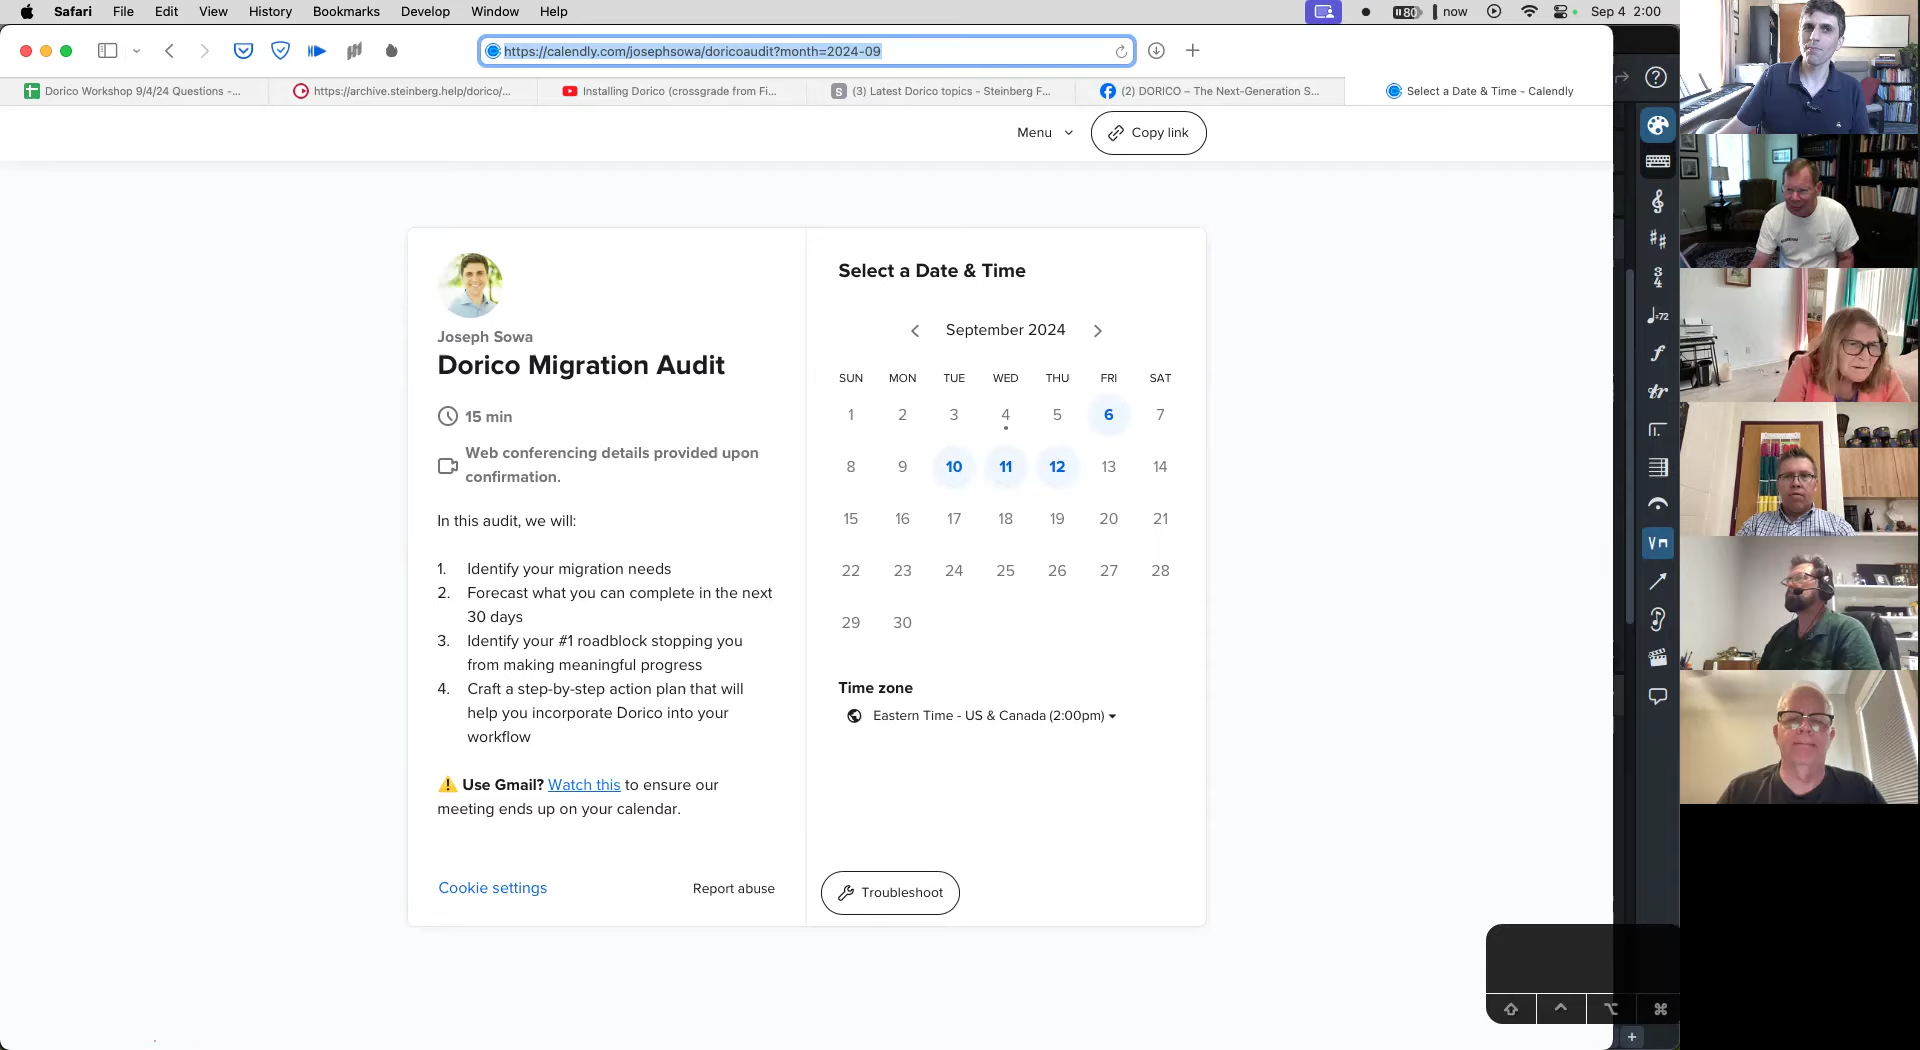 Safari File Edit View History Bookmarks Develop Window Help
80 now Sep 4 2:00
https://calendly.com/josephsowa/doricoaudit?month=2024-09
Dorico Workshop 9/4/24 Questions -...
https://archive.steinberg.help/dorico/...
Installing Dorico (crossgrade from Fi...
S (3) Latest Dorico topics - Steinberg F...
(2) DORICO – The Next-Generation S...
Select a Date & Time - Calendly
Menu
Copy link
Joseph Sowa
Dorico Migration Audit
15 min
Web conferencing details provided upon
confirmation.
In this audit, we will:
1. Identify your migration needs
2. Forecast what you can complete in the next
30 days
3. Identify your #1 roadblock stopping you
from making meaningful progress
4. Craft a step-by-step action plan that will
help you incorporate Dorico into your
workflow
⚠️ Use Gmail? Watch this to ensure our
meeting ends up on your calendar.
Cookie settings
Report abuse
Select a Date & Time
September 2024
SUN MON TUE WED THU FRI SAT
1 2 3 4 5 6 7
8 9 10 11 12 13 14
15 16 17 18 19 20 21
22 23 24 25 26 27 28
29 30
Time zone
Eastern Time - US & Canada (2:00pm)
Troubleshoot